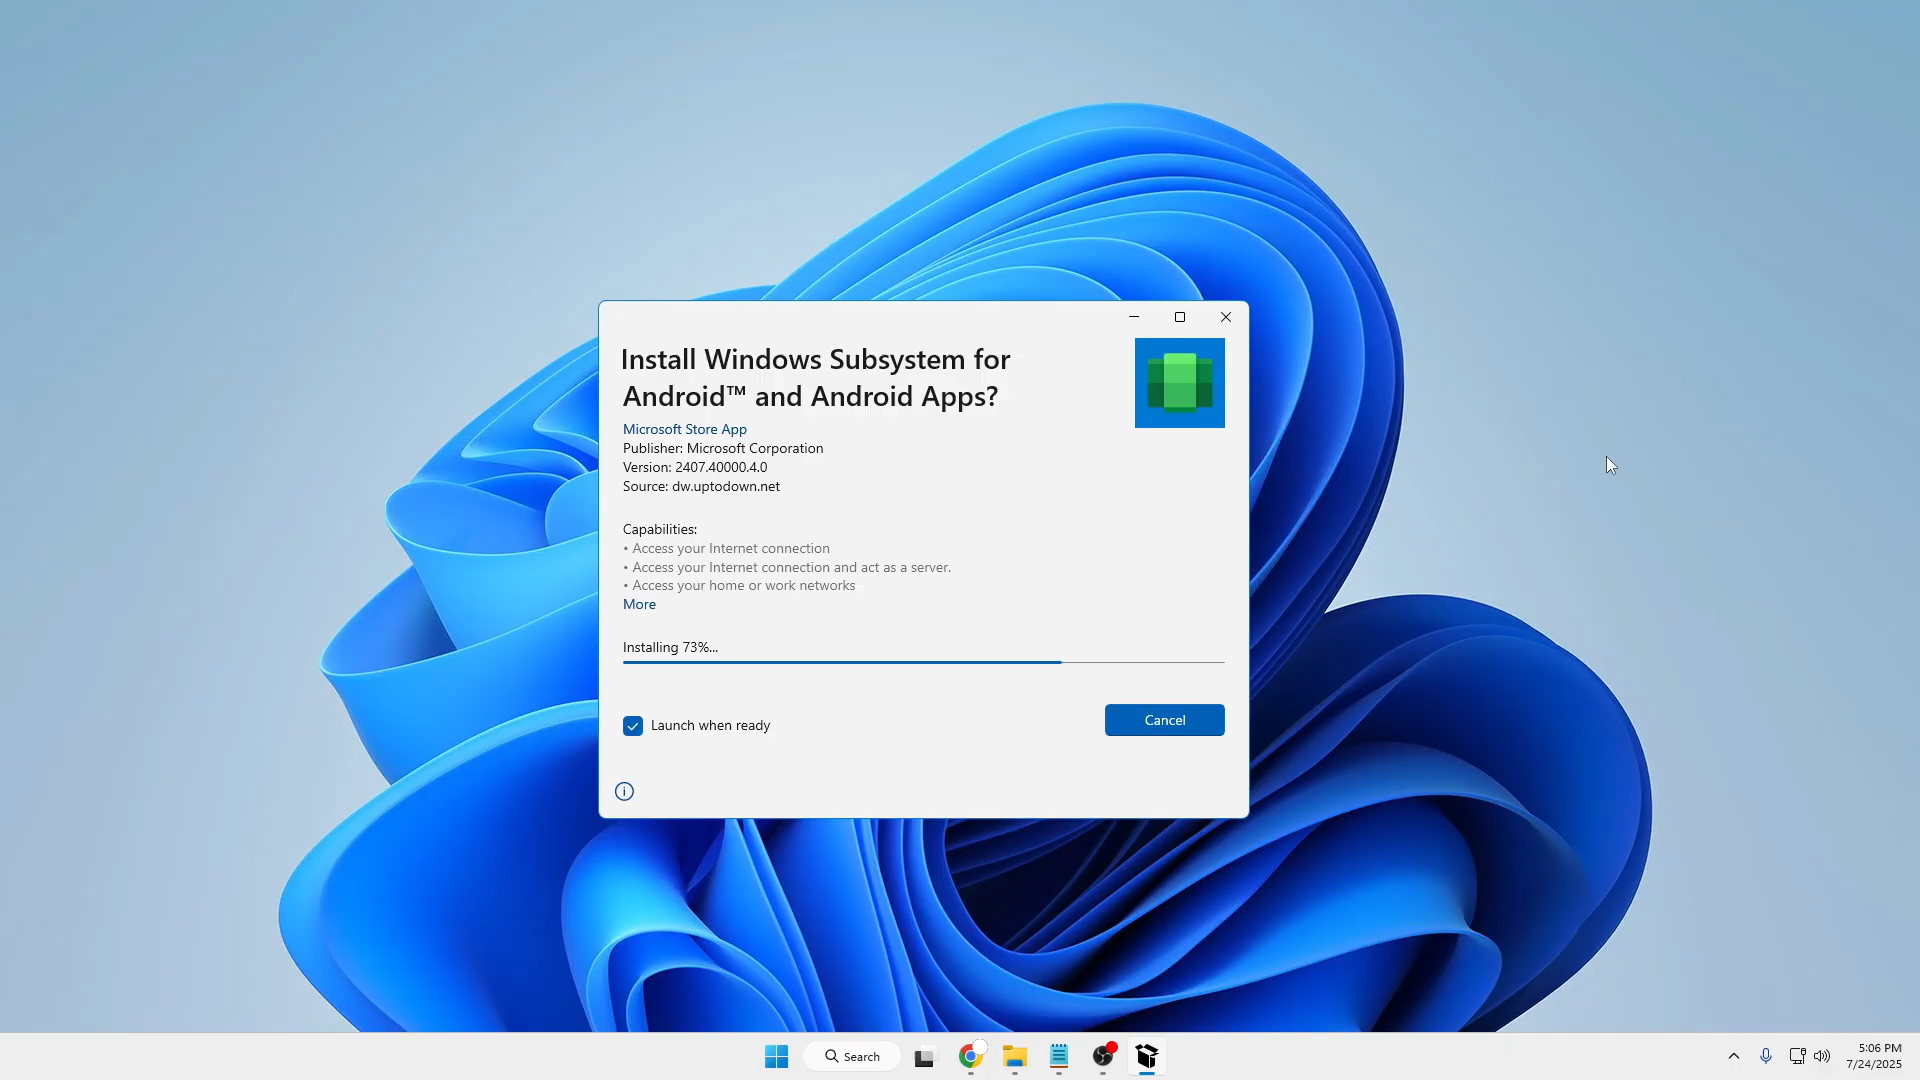 Install Windows Subsystem for
Android™ and Android Apps?
Microsoft Store App
Publisher: Microsoft Corporation
Version: 2407.40000.4.0
Source: dw.uptodown.net
Capabilities:
• Access your Internet connection
• Access your Internet connection and act as a server.
• Access your home or work networks
More
Installing 73%...
Launch when ready
Cancel
Search
5:06 PM
7/24/2025